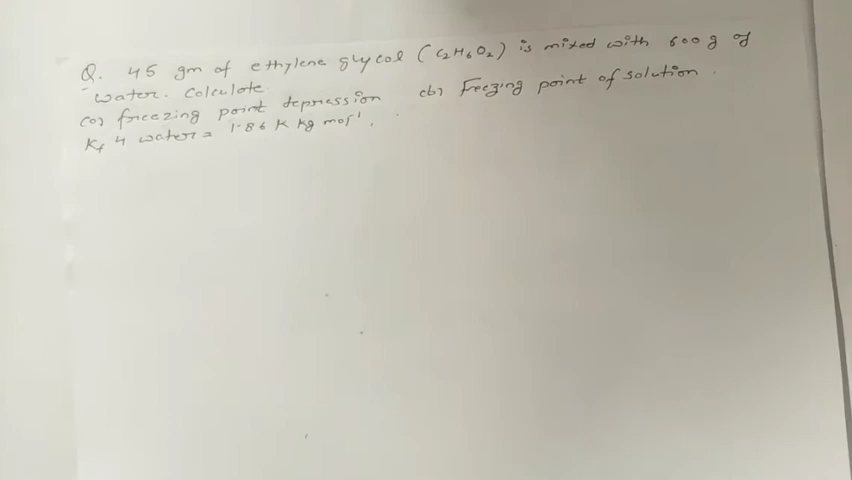 Q. 45 gm of ethylene glycol (C₂H₆O₂) is mixed with 600 g of
water. Calculate
(a) freezing point depression (b) Freezing point of solution.
Kf 4 water = 1.86 K kg mol⁻¹.